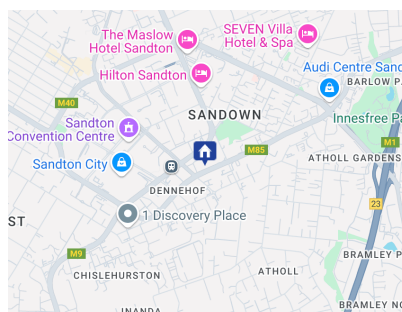 The Maslow
Hotel Sandton
SEVEN Villa
Hotel & Spa
Hilton Sandton
Audi Centre Sand
BARLOW PA
M40
SANDOWN
Innesfree Pa
Sandton
Convention Centre
M85
M1
ATHOLL GARDENS
Sandton City
DENNEHOF
23
1 Discovery Place
ST
M9
BRAMLEY P
CHISLEHURSTON
ATHOLL
BRAMLEY NO
INANDA